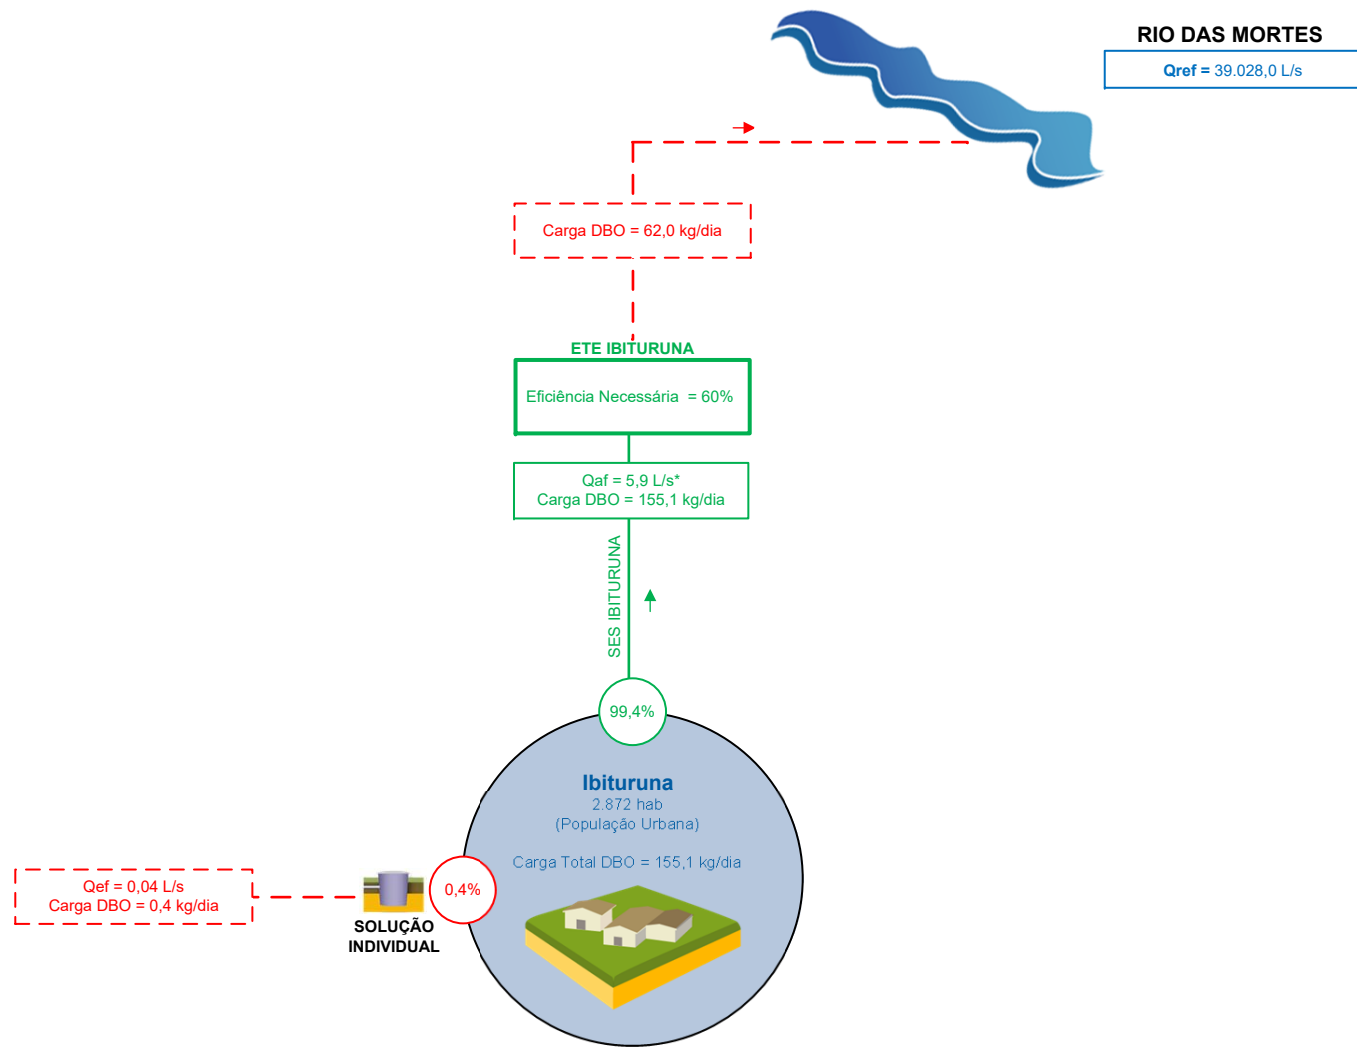 RIO DAS MORTES
Qref = 39.028,0 L/s
Carga DBO = 62,0 kg/dia
ETE IBITURUNA
Eficiência Necessária = 60%
Qaf = 5,9 L/s*
Carga DBO = 155,1 kg/dia
SES IBITURUNA
99,4%
Ibituruna
2.872 hab
(População Urbana)
Carga Total DBO = 155,1 kg/dia
0,4%
Qef = 0,04 L/s
Carga DBO = 0,4 kg/dia
SOLUÇÃO
INDIVIDUAL